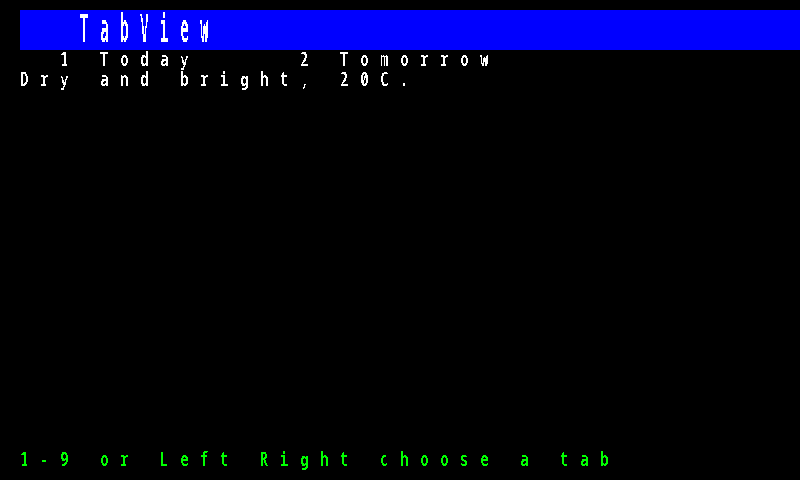 TabView
1 Today 2 Tomorrow
Dry and bright, 20C.
1-9 or Left Right choose a tab